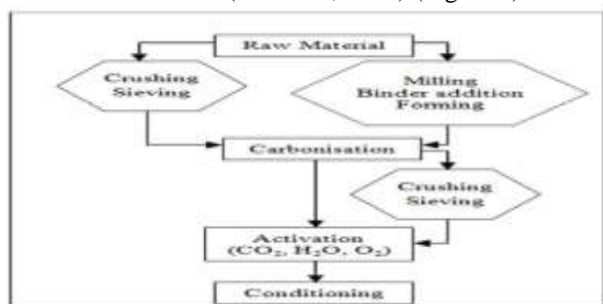 Raw Material
Crushing
Sieving
Milling
Binder addition
Forming
Carbonisation
Crushing
Sieving
Activation
(CO₂, H₂O, O₂)
Conditioning